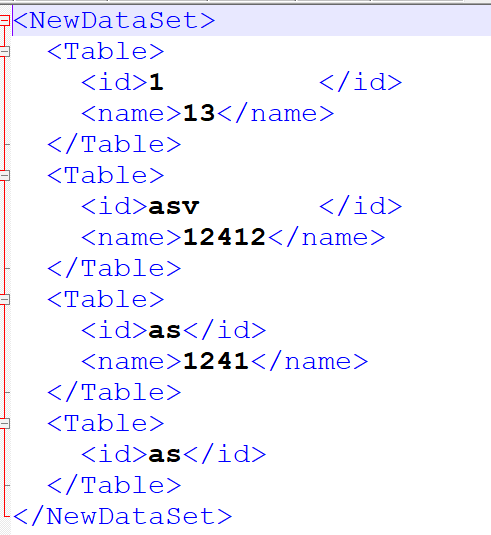 <NewDataSet>
  <Table>
    <id>1         </id>
    <name>13</name>
  </Table>
  <Table>
    <id>asv       </id>
    <name>12412</name>
  </Table>
  <Table>
    <id>as</id>
    <name>1241</name>
  </Table>
  <Table>
    <id>as</id>
  </Table>
</NewDataSet>